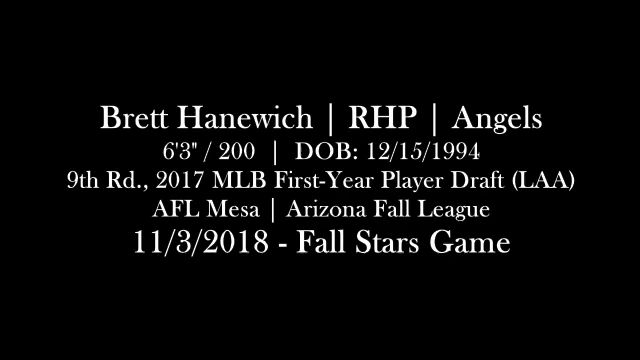 Brett Hanewich | RHP | Angels
6'3" / 200 | DOB: 12/15/1994
9th Rd., 2017 MLB First-Year Player Draft (LAA)
AFL Mesa | Arizona Fall League
11/3/2018 - Fall Stars Game